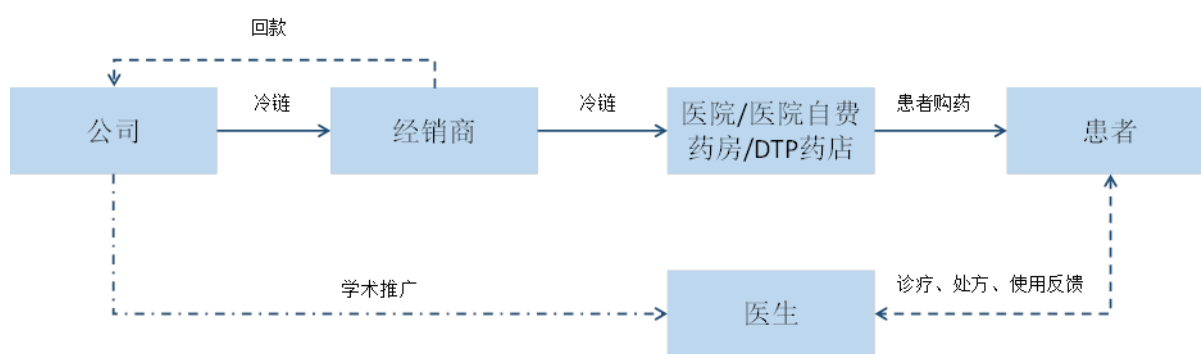 回款
公司
冷链
经销商
冷链
医院/医院自费
药房/DTP药店
患者购药
患者
学术推广
医生
诊疗、处方、使用反馈